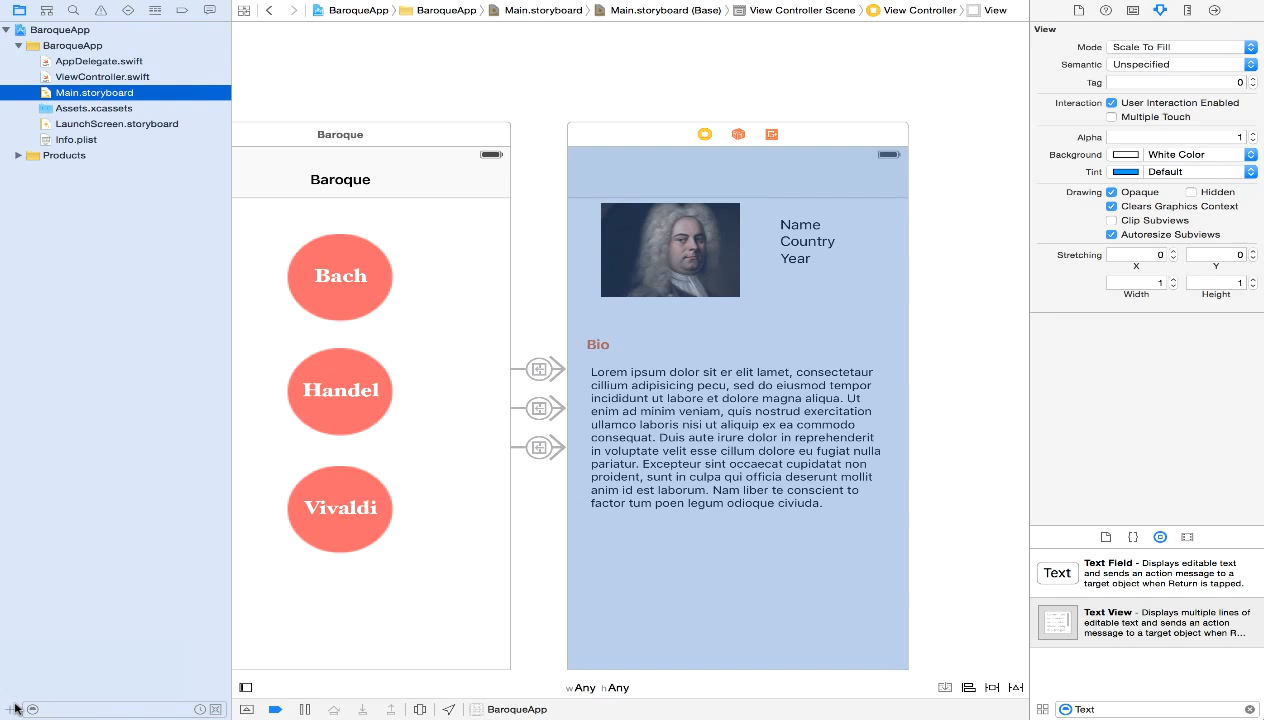 BaroqueApp
BaroqueApp
Main.storyboard
Main.storyboard (Base)
View Controller Scene
View Controller
View
BaroqueApp
BaroqueApp
AppDelegate.swift
ViewController.swift
Main.storyboard
Assets.xcassets
LaunchScreen.storyboard
Info.plist
Products
Baroque
Baroque
Bach
Handel
Vivaldi
Name
Country
Year
Bio
Lorem ipsum dolor sit er elit lamet, consectetaur
cillium adipisicing pecu, sed do eiusmod tempor
incididunt ut labore et dolore magna aliqua. Ut
enim ad minim veniam, quis nostrud exercitation
ullamco laboris nisi ut aliquip ex ea commodo
consequat. Duis aute irure dolor in reprehenderit
in voluptate velit esse cillum dolore eu fugiat nulla
pariatur. Excepteur sint occaecat cupidatat non
proident, sunt in culpa qui officia deserunt mollit
anim id est laborum. Nam liber te conscient to
factor tum poen legum odioque civiuda.
wAny hAny
BaroqueApp
View
Mode Scale To Fill
Semantic Unspecified
Tag 0
Interaction User Interaction Enabled
Multiple Touch
Alpha 1
Background White Color
Tint Default
Drawing Opaque Hidden
Clears Graphics Context
Clip Subviews
Autoresize Subviews
Stretching 0 0
X Y
1 1
Width Height
Text
Text Field - Displays editable text
and sends an action message to a
target object when Return is tapped.
Text View - Displays multiple lines of
editable text and sends an action
message to a target object when R...
Text